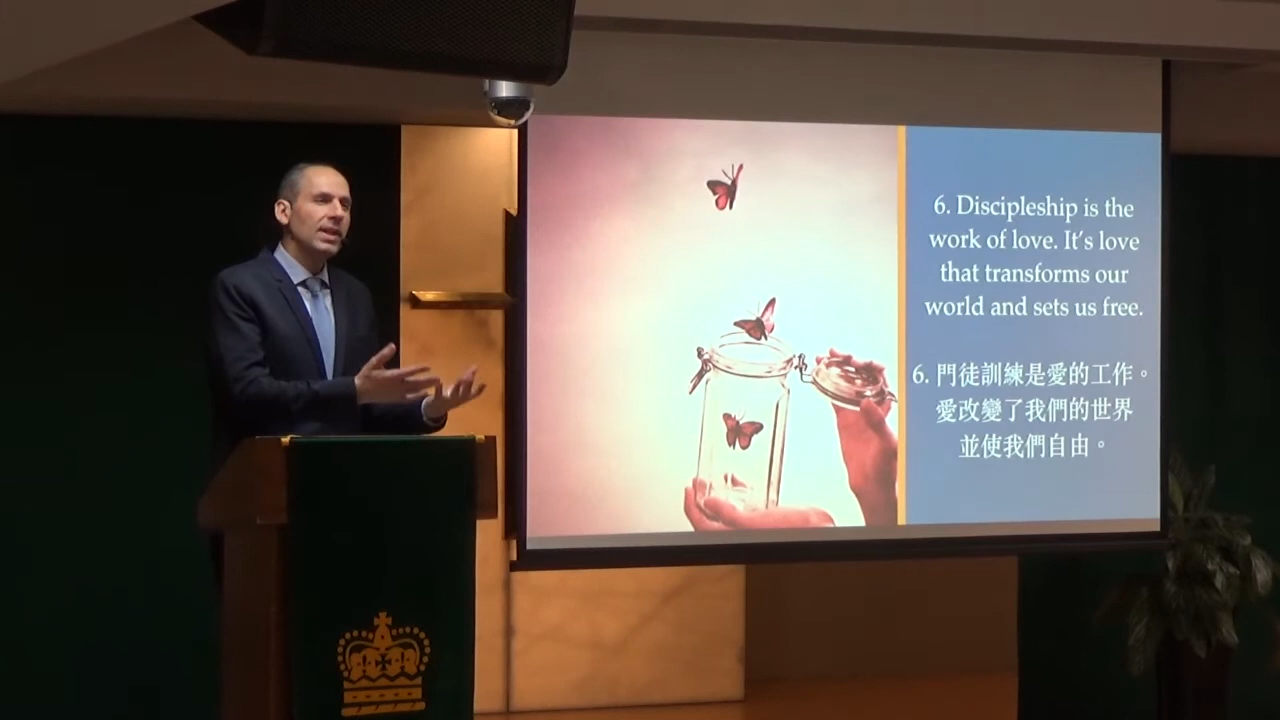 6. Discipleship is the
work of love. It's love
that transforms our
world and sets us free.
6. 門徒訓練是愛的工作。
愛改變了我們的世界
並使我們自由。